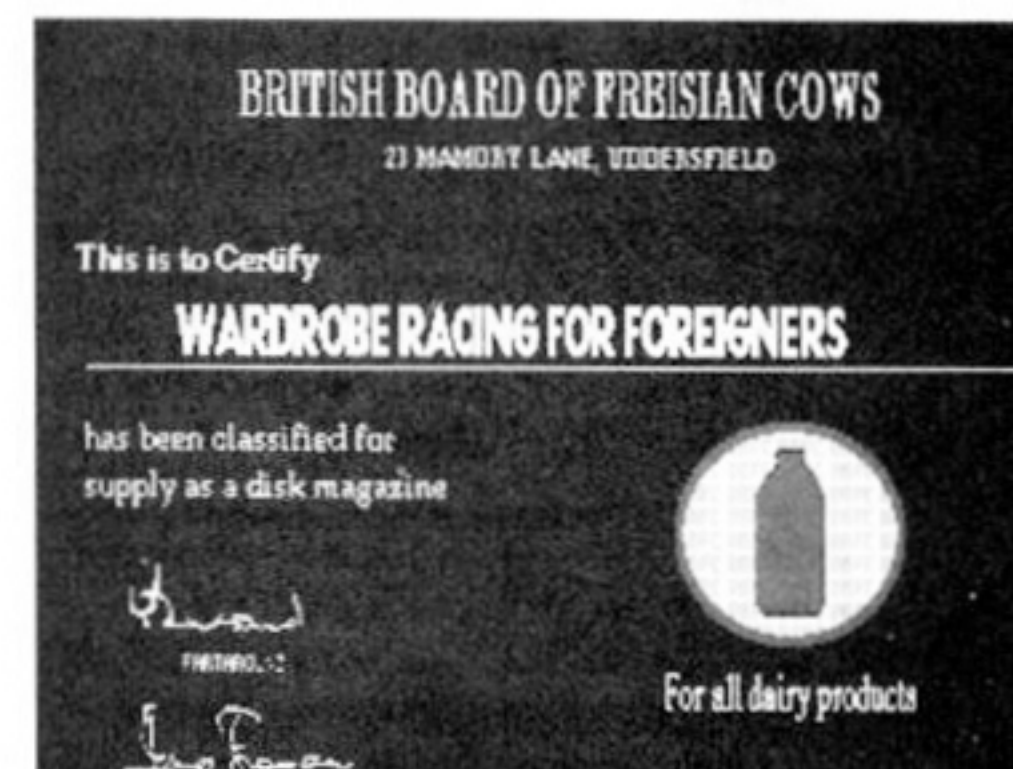 BRITISH BOARD OF FREISIAN COWS
23 MAMORY LANE, UDDERSFIELD
This is to Certify
WARDROBE RACING FOR FOREIGNERS
has been classified for
supply as a disk magazine
For all dairy products